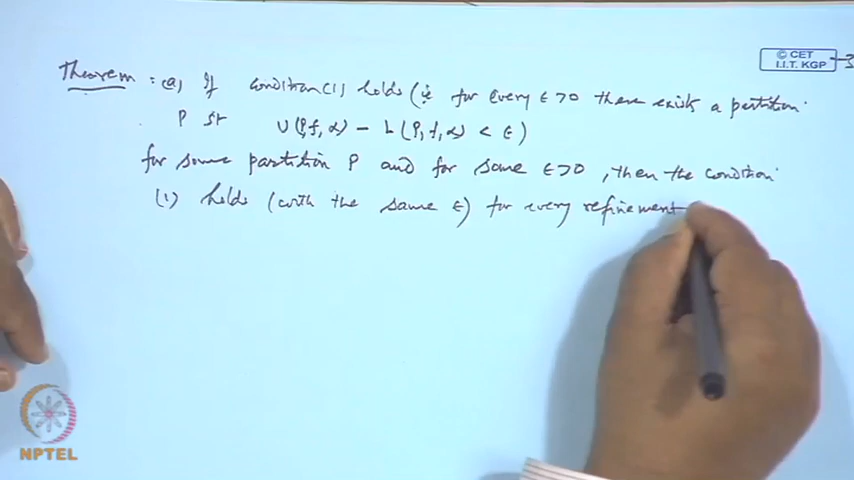 © CET
I.I.T. KGP
Theorem : (a) If condition (1) holds (ie for every ε>0 there exists a partition
P st U(P,f,α) - L(P,f,α) < ε)
for some partition P and for some ε>0, then the condition
(1) holds (with the same ε) for every refinement
NPTEL